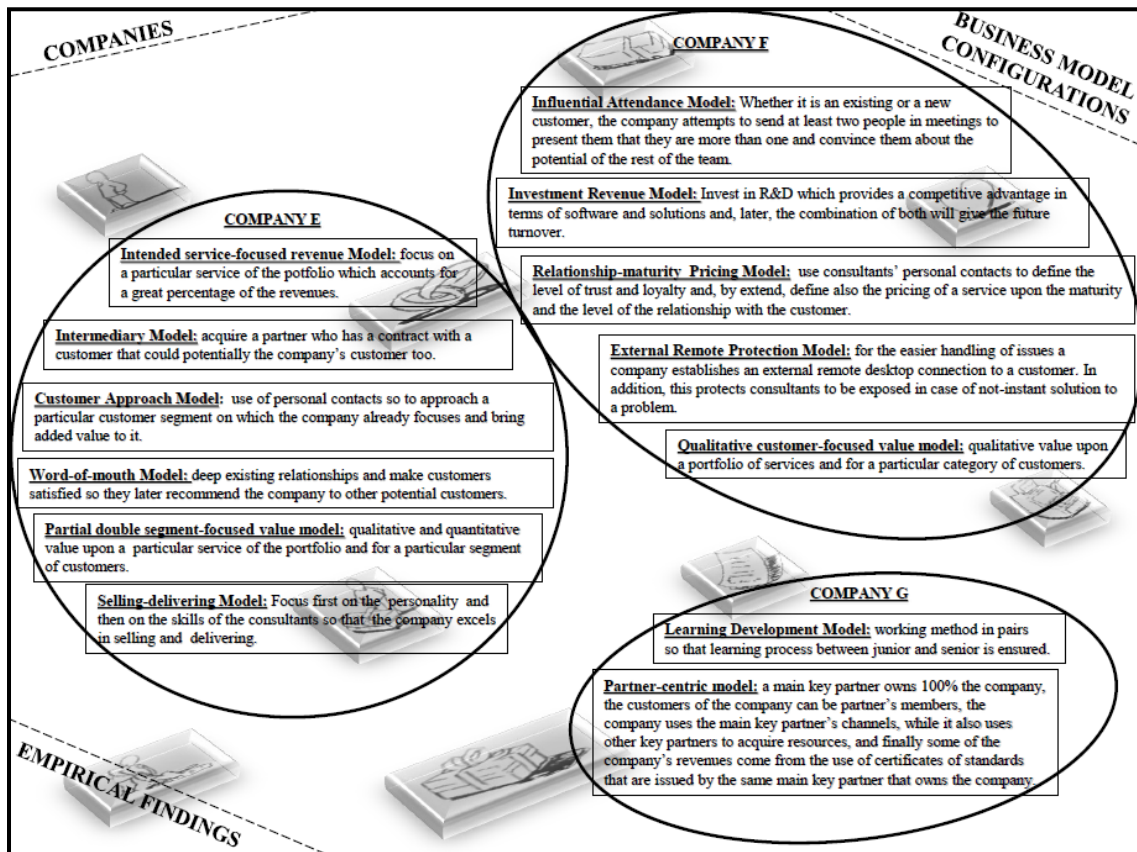 COMPANIES
BUSINESS MODEL
CONFIGURATIONS
COMPANY F
Influential Attendance Model: Whether it is an existing or a new
customer, the company attempts to send at least two people in meetings to
present them that they are more than one and convince them about the
potential of the rest of the team.
Investment Revenue Model: Invest in R&D which provides a competitive advantage in
terms of software and solutions and, later, the combination of both will give the future
turnover.
Relationship-maturity Pricing Model: use consultants' personal contacts to define the
level of trust and loyalty and, by extend, define also the pricing of a service upon the maturity
and the level of the relationship with the customer.
External Remote Protection Model: for the easier handling of issues a
company establishes an external remote desktop connection to a customer. In
addition, this protects consultants to be exposed in case of not-instant solution to
a problem.
Qualitative customer-focused value model: qualitative value upon
a portfolio of services and for a particular category of customers.
COMPANY E
Intended service-focused revenue Model: focus on
a particular service of the potfolio which accounts for
a great percentage of the revenues.
Intermediary Model: acquire a partner who has a contract with a
customer that could potentially the company's customer too.
Customer Approach Model: use of personal contacts so to approach a
particular customer segment on which the company already focuses and bring
added value to it.
Word-of-mouth Model: deep existing relationships and make customers
satisfied so they later recommend the company to other potential customers.
Partial double segment-focused value model: qualitative and quantitative
value upon a particular service of the portfolio and for a particular segment
of customers.
Selling-delivering Model: Focus first on the personality and
then on the skills of the consultants so that the company excels
in selling and delivering.
COMPANY G
Learning Development Model: working method in pairs
so that learning process between junior and senior is ensured.
Partner-centric model: a main key partner owns 100% the company,
the customers of the company can be partner's members, the
company uses the main key partner's channels, while it also uses
other key partners to acquire resources, and finally some of the
company's revenues come from the use of certificates of standards
that are issued by the same main key partner that owns the company.
EMPIRICAL FINDINGS